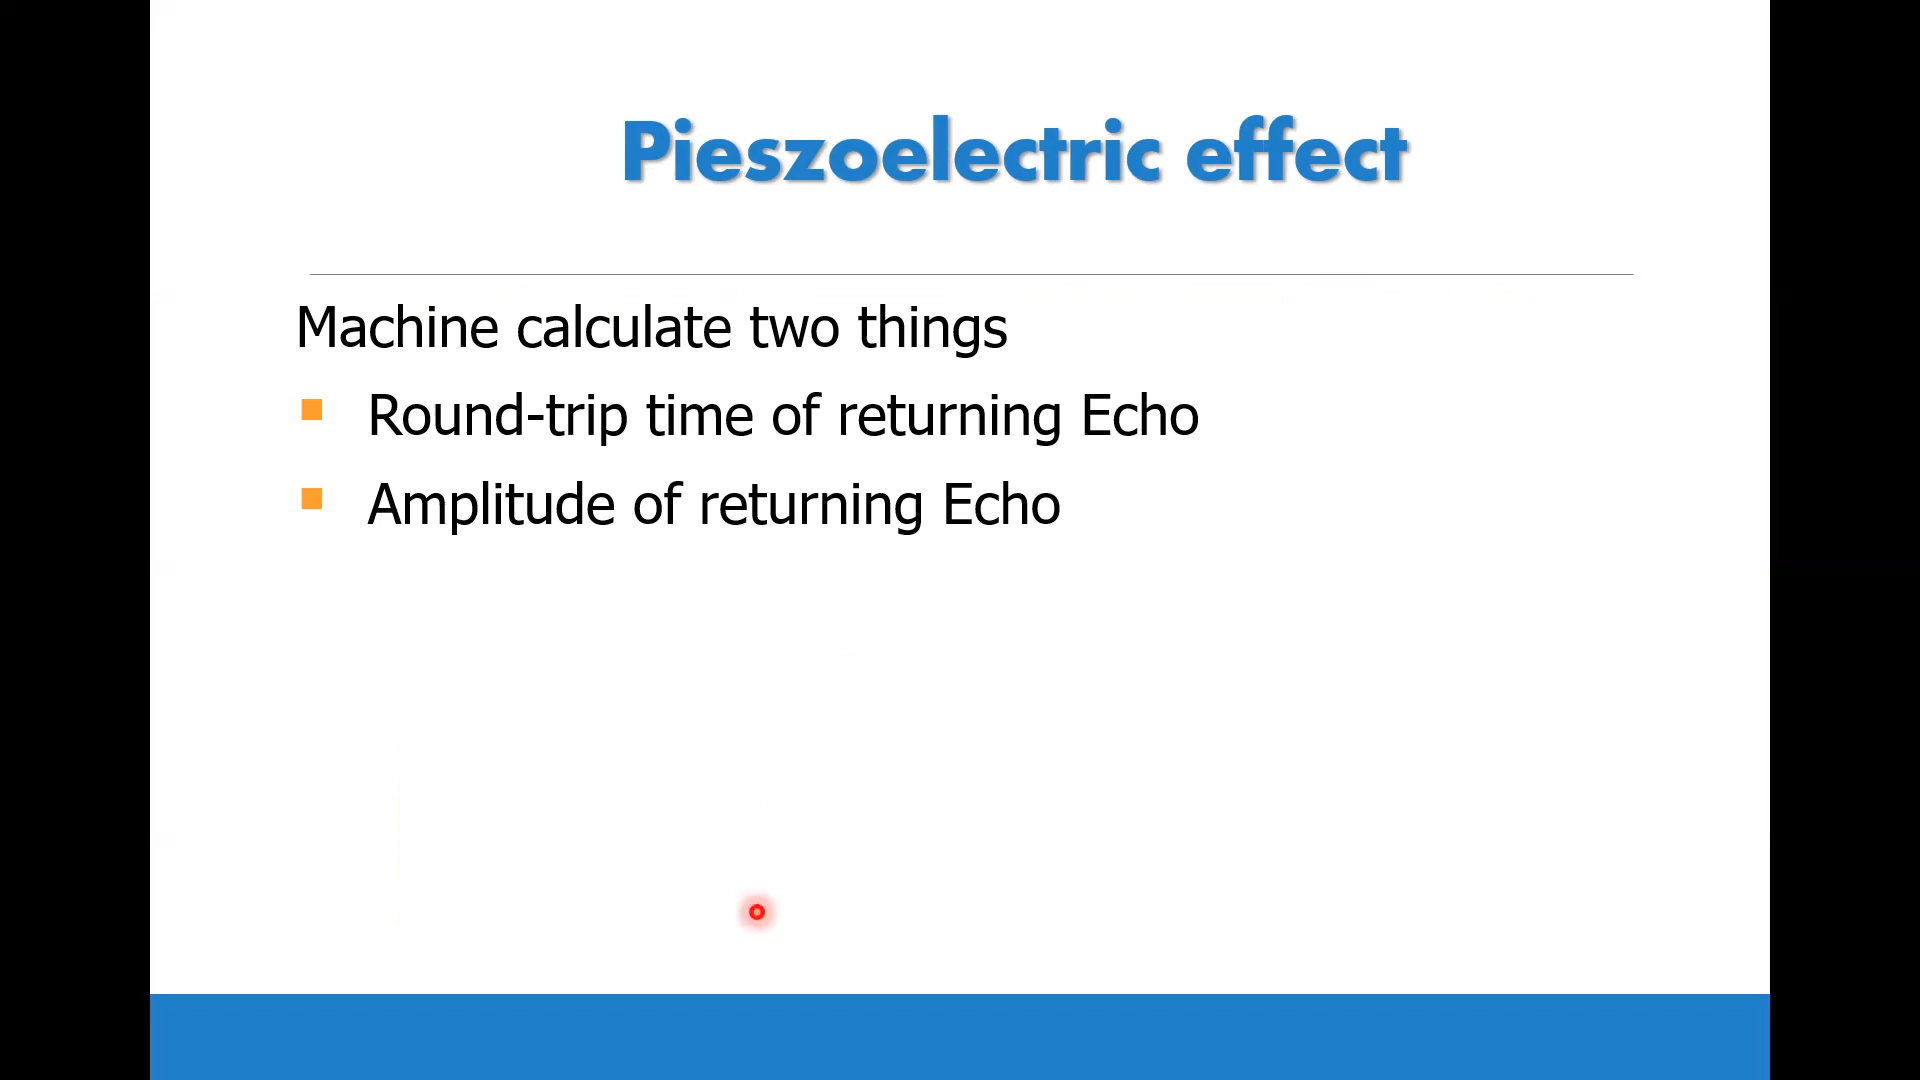 Pieszoelectric effect
Machine calculate two things
Round-trip time of returning Echo
Amplitude of returning Echo